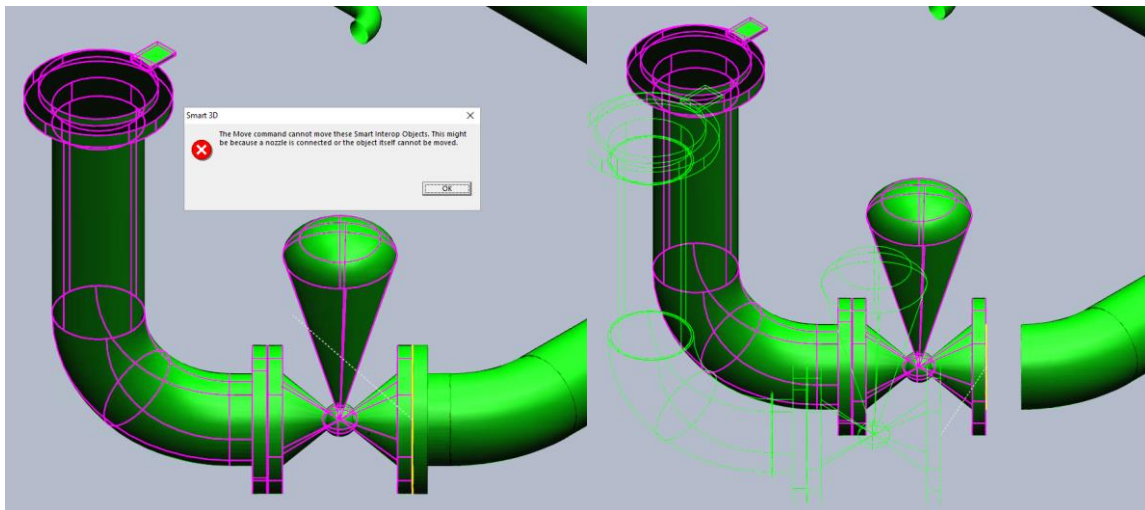 Smart 3D
The Move command cannot move these Smart Interop Objects. This might
be because a nozzle is connected or the object itself cannot be moved.
OK